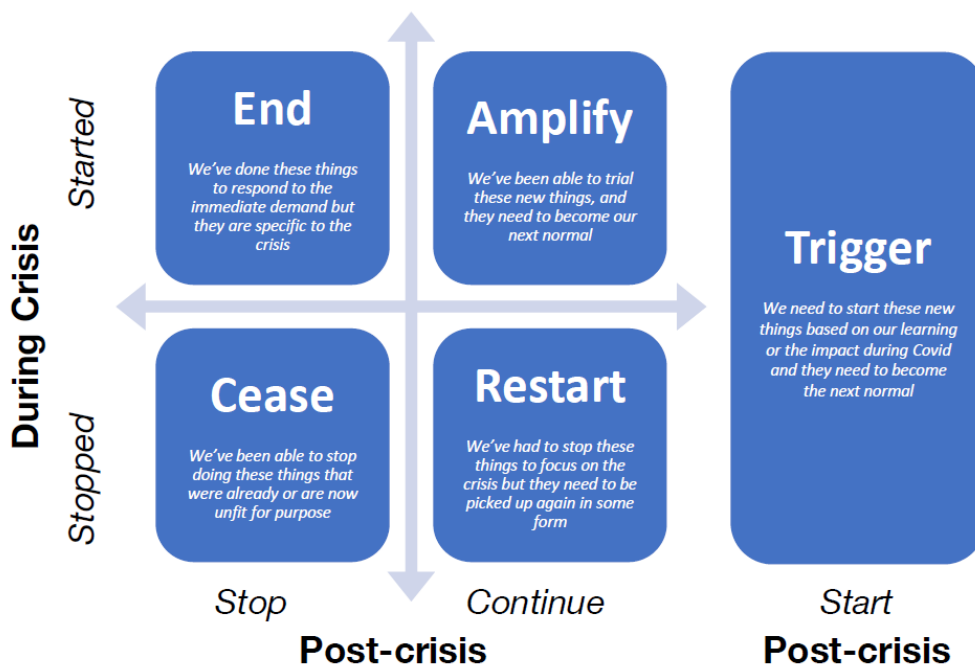 During Crisis
Started
Stopped
End
We've done these things
to respond to the
immediate demand but
they are specific to the
crisis
Amplify
We've been able to trial
these new things, and
they need to become our
next normal
Trigger
We need to start these new
things based on our learning
or the impact during Covid
and they need to become
the next normal
Cease
We've been able to stop
doing these things that
were already or are now
unfit for purpose
Restart
We've had to stop these
things to focus on the
crisis but they need to be
picked up again in some
form
Stop
Continue
Start
Post-crisis
Post-crisis